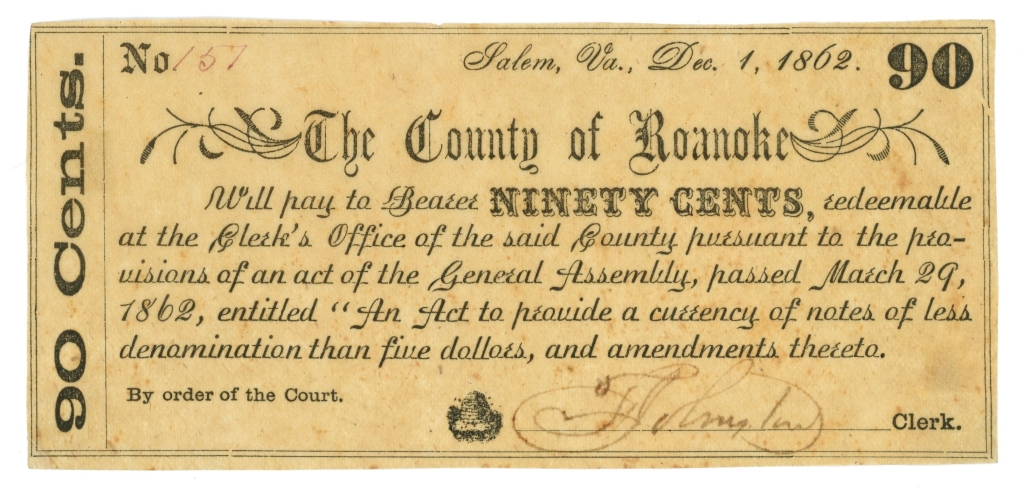 90 Cents.
No 151
Salem, Va., Dec. 1, 1862.
90
The County of Roanoke
Will pay to Bearer NINETY CENTS, redeemable
at the Clerk's Office of the said County pursuant to the pro-
visions of an act of the General Assembly, passed March 29,
1862, entitled "An Act to provide a currency of notes of less
denomination than five dollors, and amendments thereto.
By order of the Court.
Clerk.